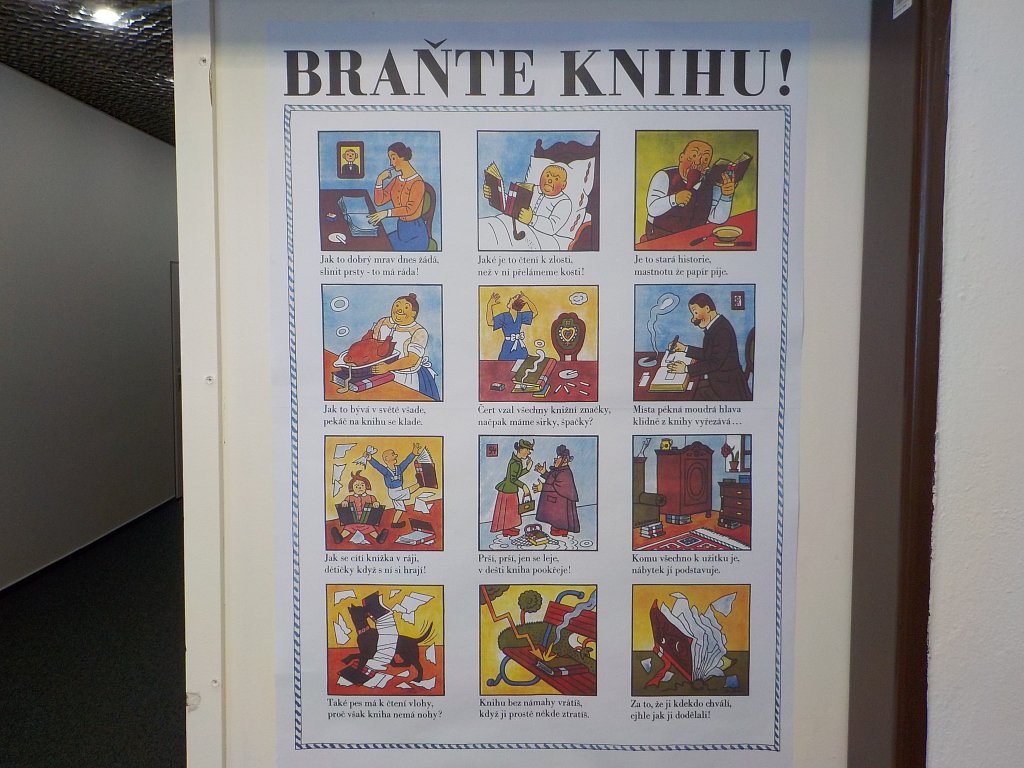 BRAŇTE KNIHU!
Jak to dobrý mrav dnes žádá,
slinit prsty - to má ráda!
Jaké je to čtení k zlosti,
než v ní přelámeme kosti!
Je to stará historie,
mastnotu že papír pije.
Jak to bývá v světě všade,
pekáč na knihu se klade.
Čert vzal všechny knižní značky,
načpak máme sirky, špačky?
Místa pěkná moudrá hlava
klidně z knihy vyřezává...
Jak se cítí knížka v ráji,
dětičky když s ní si hrají!
Prší, prší, jen se leje,
v dešti kniha pookřeje!
Komu všechno k užitku je,
nábytek jí podstavuje.
Také pes má k čtení vlohy,
proč však kniha nemá nohy?
Knihu bez námahy vrátíš,
když ji prostě někde ztratíš.
Za to, že ji kdekdo chválí,
ejhle jak ji dodělali!